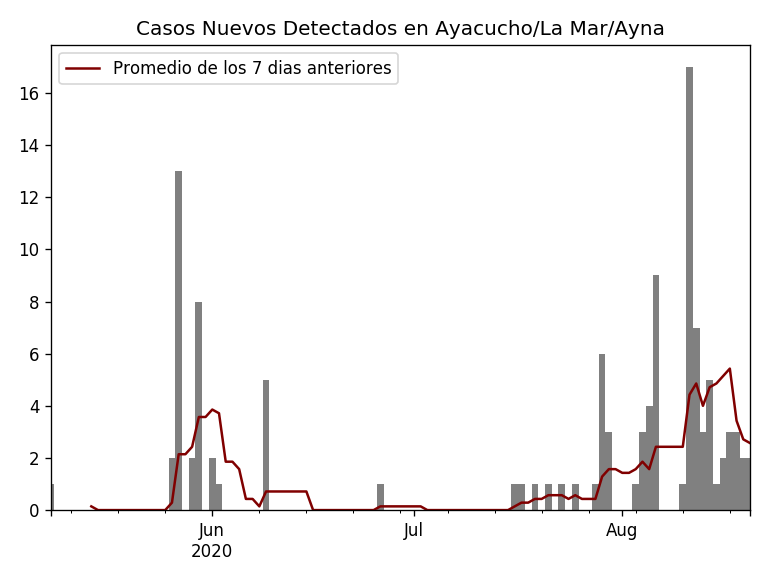 Casos Nuevos Detectados en Ayacucho/La Mar/Ayna
Promedio de los 7 dias anteriores
16
14
12
10
8
6
4
2
0
Jun
2020
Jul
Aug